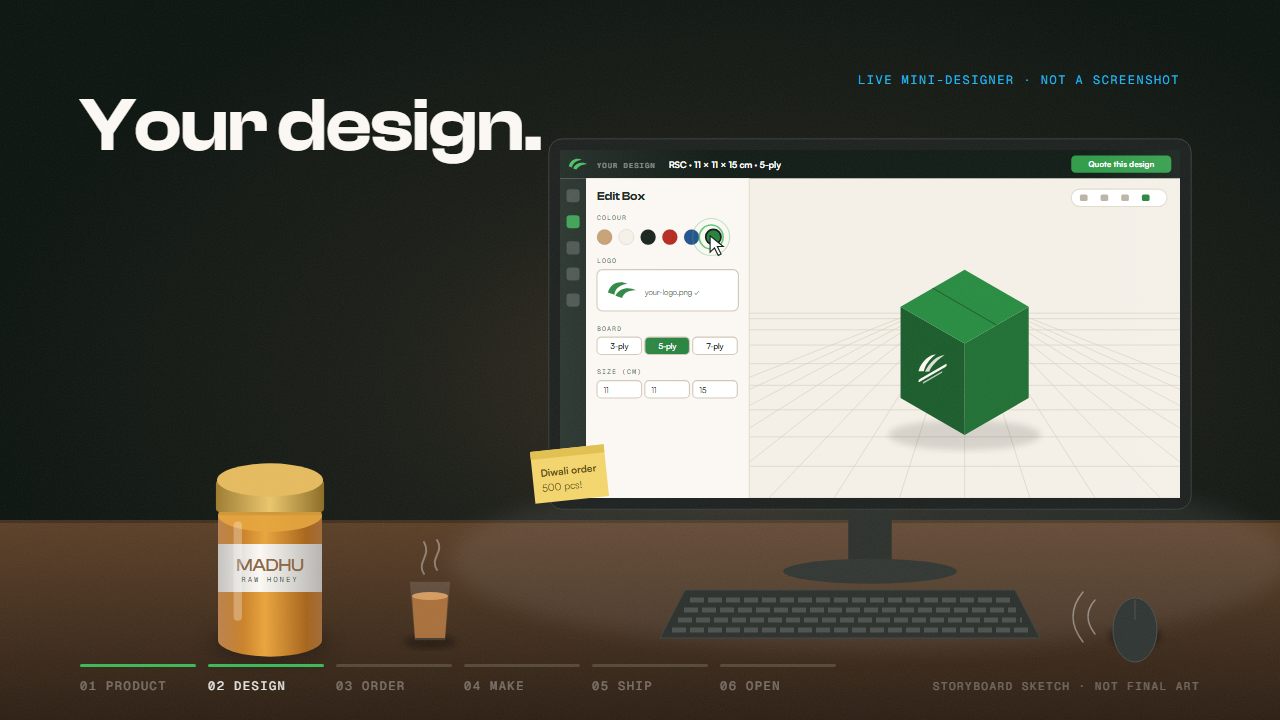 LIVE MINI-DESIGNER · NOT A SCREENSHOT
Your design.
YOUR DESIGN RSC • 11 × 11 × 15 cm • 5-ply Quote this design
Edit Box
COLOUR
LOGO
your-logo.png ✓
BOARD
3-ply 5-ply 7-ply
SIZE (CM)
11 11 15
Diwali order
500 pcs!
MADHU
RAW HONEY
01 PRODUCT 02 DESIGN 03 ORDER 04 MAKE 05 SHIP 06 OPEN
STORYBOARD SKETCH · NOT FINAL ART